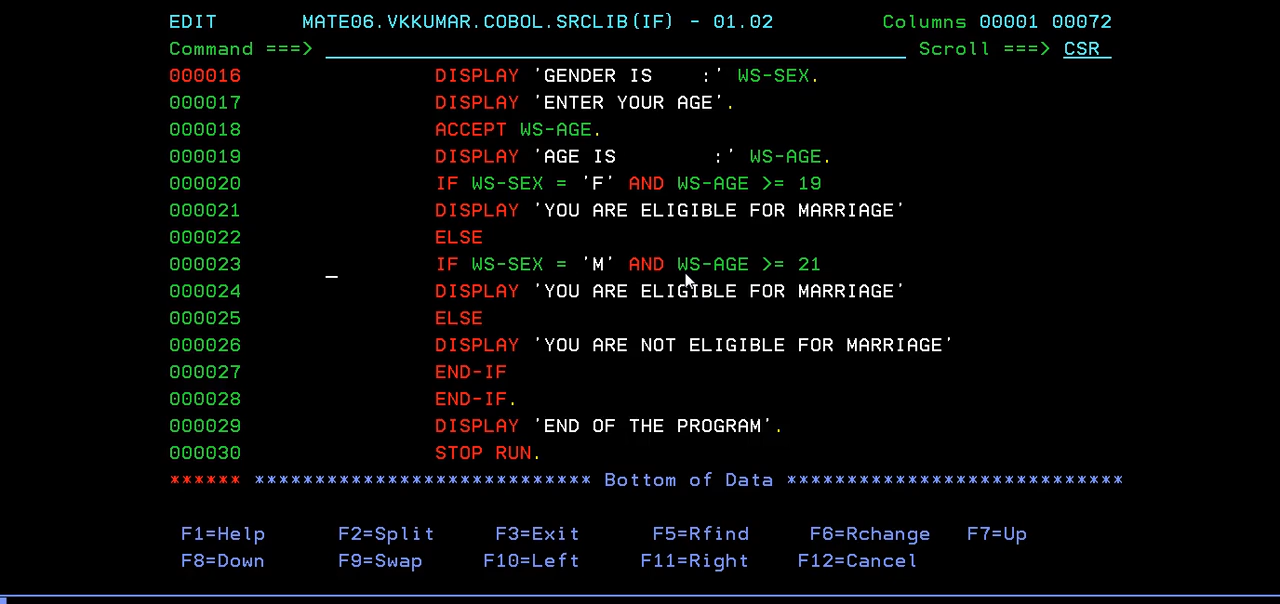 EDIT MATE06.VKKUMAR.COBOL.SRCLIB(IF) - 01.02 Columns 00001 00072
Command ===> Scroll ===> CSR
000016 DISPLAY 'GENDER IS    :' WS-SEX.
000017 DISPLAY 'ENTER YOUR AGE'.
000018 ACCEPT WS-AGE.
000019 DISPLAY 'AGE IS        :' WS-AGE.
000020 IF WS-SEX = 'F' AND WS-AGE >= 19
000021 DISPLAY 'YOU ARE ELIGIBLE FOR MARRIAGE'
000022 ELSE
000023 IF WS-SEX = 'M' AND WS-AGE >= 21
000024 DISPLAY 'YOU ARE ELIGIBLE FOR MARRIAGE'
000025 ELSE
000026 DISPLAY 'YOU ARE NOT ELIGIBLE FOR MARRIAGE'
000027 END-IF
000028 END-IF.
000029 DISPLAY 'END OF THE PROGRAM'.
000030 STOP RUN.
****** **************************** Bottom of Data ****************************
F1=Help F2=Split F3=Exit F5=Rfind F6=Rchange F7=Up
F8=Down F9=Swap F10=Left F11=Right F12=Cancel